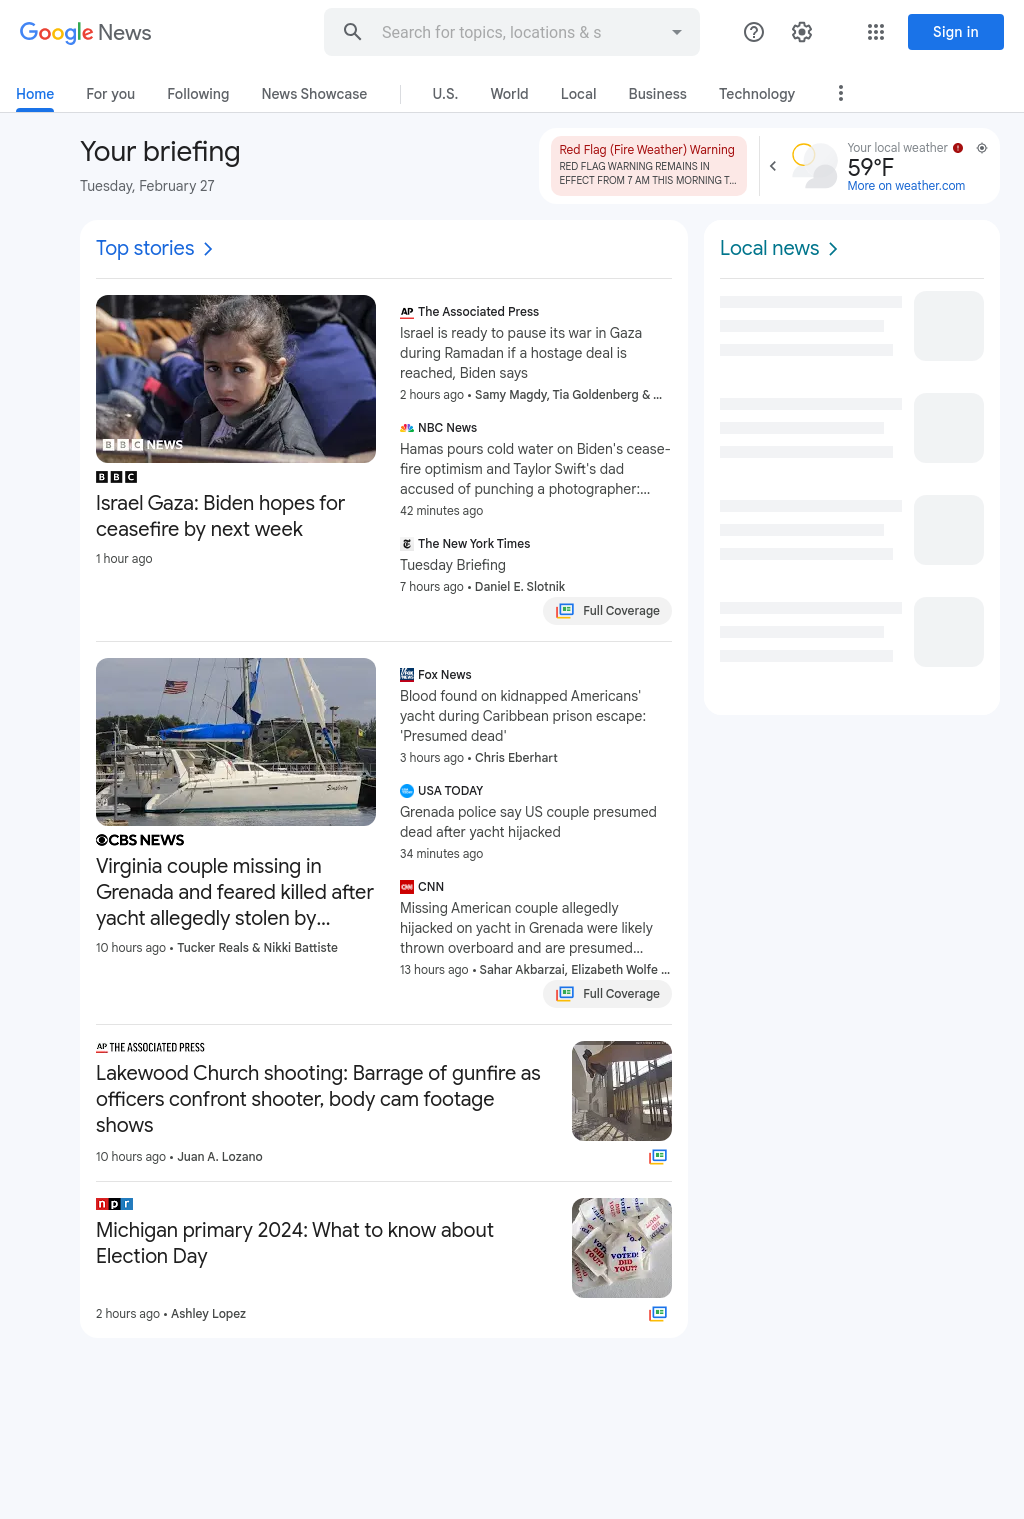 Google News
Search for topics, locations & s
Sign in
Home
For you
Following
News Showcase
U.S.
World
Local
Business
Technology
Your briefing
Tuesday, February 27
Red Flag (Fire Weather) Warning
RED FLAG WARNING REMAINS IN
EFFECT FROM 7 AM THIS MORNING T...
Your local weather
59°F
More on weather.com
Top stories
BBC NEWS
BBC
Israel Gaza: Biden hopes for
ceasefire by next week
1 hour ago
AP The Associated Press
Israel is ready to pause its war in Gaza
during Ramadan if a hostage deal is
reached, Biden says
2 hours ago • Samy Magdy, Tia Goldenberg & ...
NBC News
Hamas pours cold water on Biden's cease-
fire optimism and Taylor Swift's dad
accused of punching a photographer:...
42 minutes ago
The New York Times
Tuesday Briefing
7 hours ago • Daniel E. Slotnik
Full Coverage
Simplicity
CBS NEWS
Virginia couple missing in
Grenada and feared killed after
yacht allegedly stolen by...
10 hours ago • Tucker Reals & Nikki Battiste
Fox News
Blood found on kidnapped Americans'
yacht during Caribbean prison escape:
'Presumed dead'
3 hours ago • Chris Eberhart
USA TODAY
Grenada police say US couple presumed
dead after yacht hijacked
34 minutes ago
CNN CNN
Missing American couple allegedly
hijacked on yacht in Grenada were likely
thrown overboard and are presumed...
13 hours ago • Sahar Akbarzai, Elizabeth Wolfe ...
Full Coverage
AP THE ASSOCIATED PRESS
Lakewood Church shooting: Barrage of gunfire as
officers confront shooter, body cam footage
shows
10 hours ago • Juan A. Lozano
npr
Michigan primary 2024: What to know about
Election Day
2 hours ago • Ashley Lopez
I
VOTED!
DID
YOU??
Local news